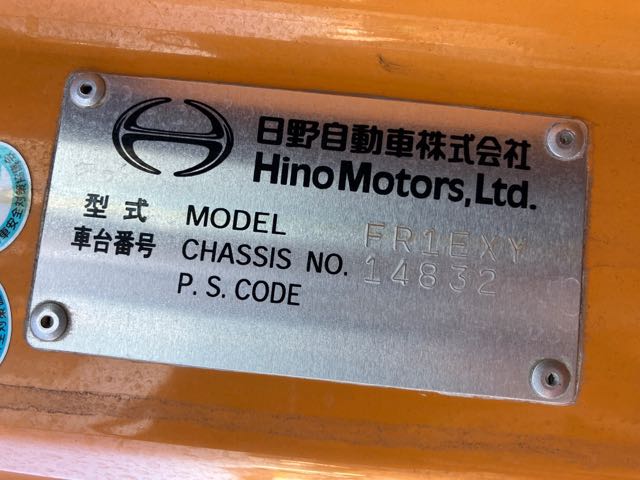 日野自動車株式会社
Hino Motors, Ltd.
型式 MODEL FR1EXY
車台番号 CHASSIS NO. 14832
P. S. CODE